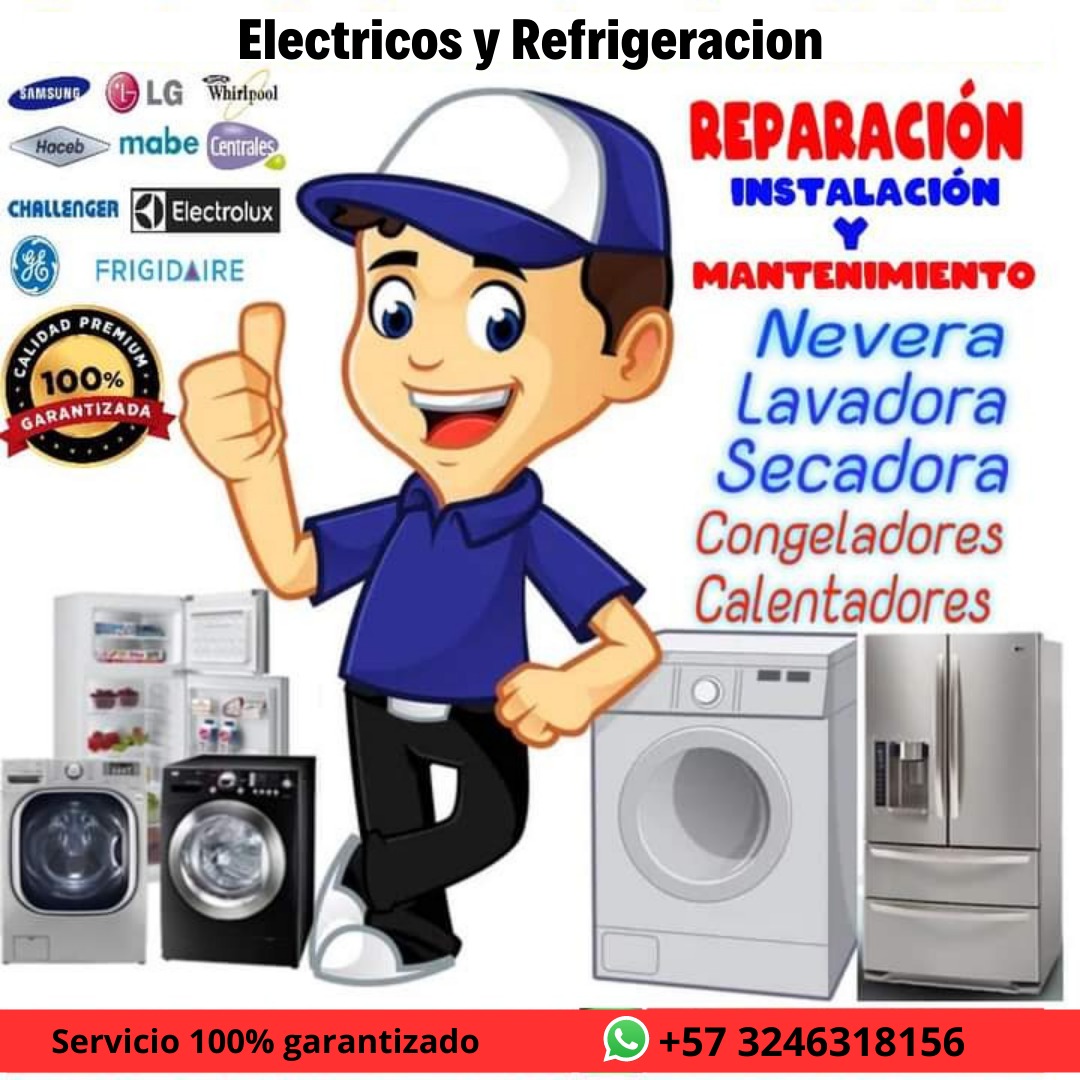 Electricos y Refrigeracion
SAMSUNG
LG
Whirlpool
Haceb
mabe
Centrales
CHALLENGER
Electrolux
GE
FRIGIDAIRE
CALIDAD PREMIUM
100%
GARANTIZADA
REPARACIÓN
INSTALACIÓN
Y
MANTENIMIENTO
Nevera
Lavadora
Secadora
Congeladores
Calentadores
Servicio 100% garantizado
+57 3246318156